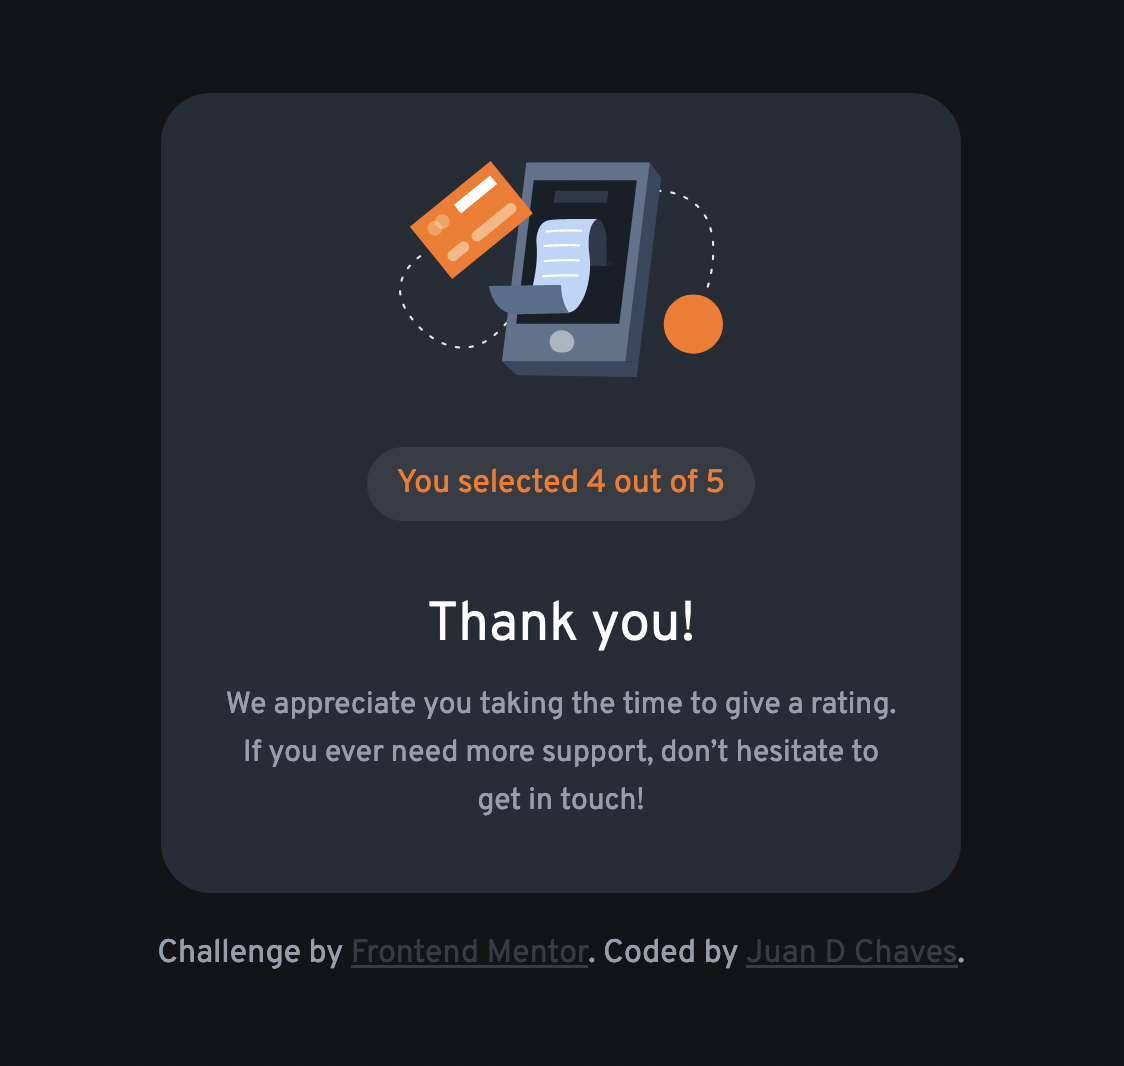 You selected 4 out of 5
Thank you!
We appreciate you taking the time to give a rating.
If you ever need more support, don’t hesitate to
get in touch!
Challenge by Frontend Mentor. Coded by Juan D Chaves.